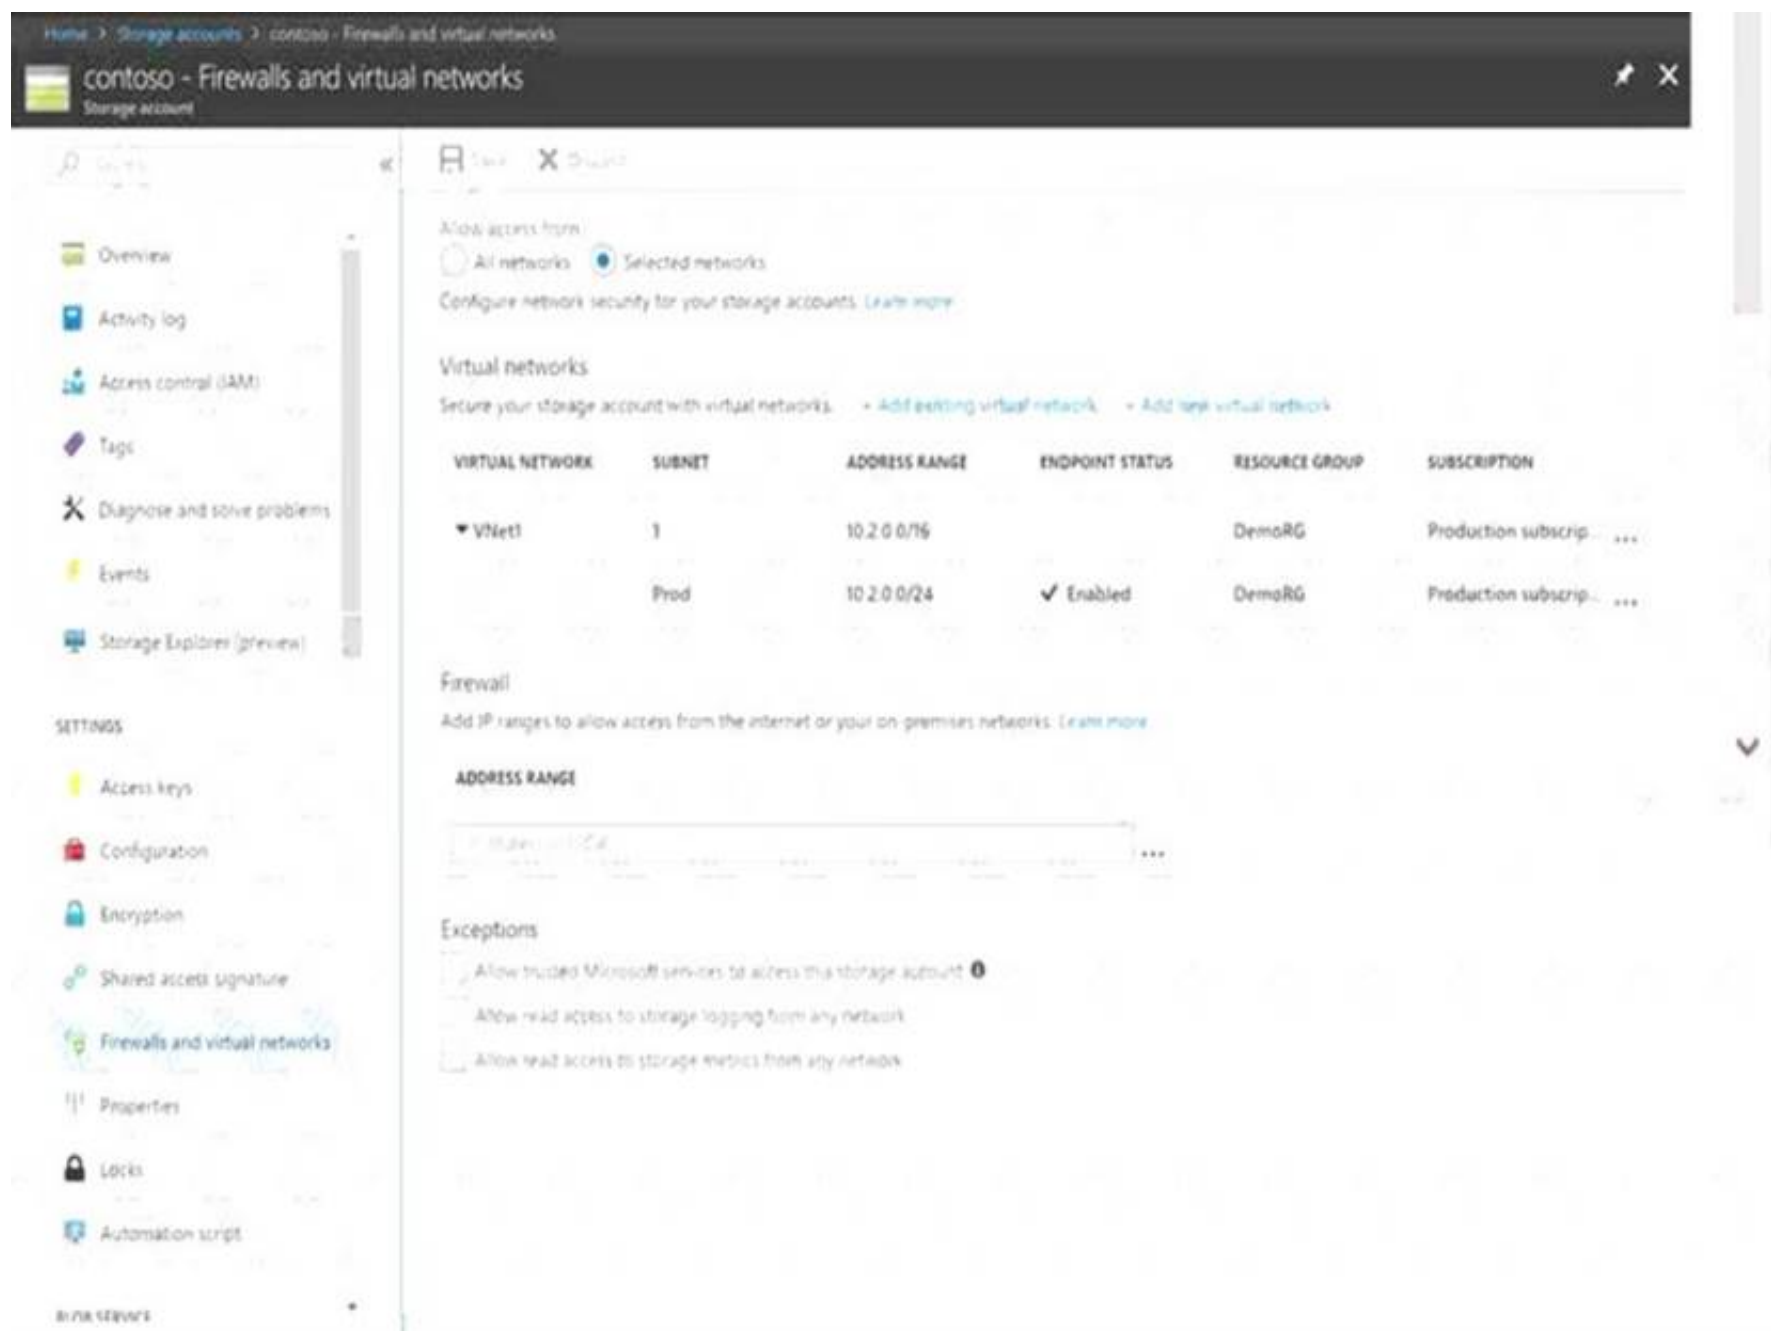 Home > Storage accounts > contoso - Firewalls and virtual networks
contoso - Firewalls and virtual networks
Storage account
Allow access from
All networks Selected networks
Configure network security for your storage accounts. Learn more
Virtual networks
Secure your storage account with virtual networks. + Add existing virtual network + Add new virtual network
VIRTUAL NETWORK SUBNET ADDRESS RANGE ENDPOINT STATUS RESOURCE GROUP SUBSCRIPTION
VNet1 1 10.2.0.0/16 DemoRG Production subscrip... ...
Prod 10.2.0.0/24 Enabled DemoRG Production subscrip... ...
Firewall
Add IP ranges to allow access from the internet or your on-premises networks. Learn more
ADDRESS RANGE
...
Exceptions
Allow trusted Microsoft services to access this storage account
Allow read access to storage logging from any network
Allow read access to storage metrics from any network
Overview
Activity log
Access control (IAM)
Tags
Diagnose and solve problems
Events
Storage Explorer (preview)
SETTINGS
Access keys
Configuration
Encryption
Shared access signature
Firewalls and virtual networks
Properties
Locks
Automation script
BLOB SERVICE